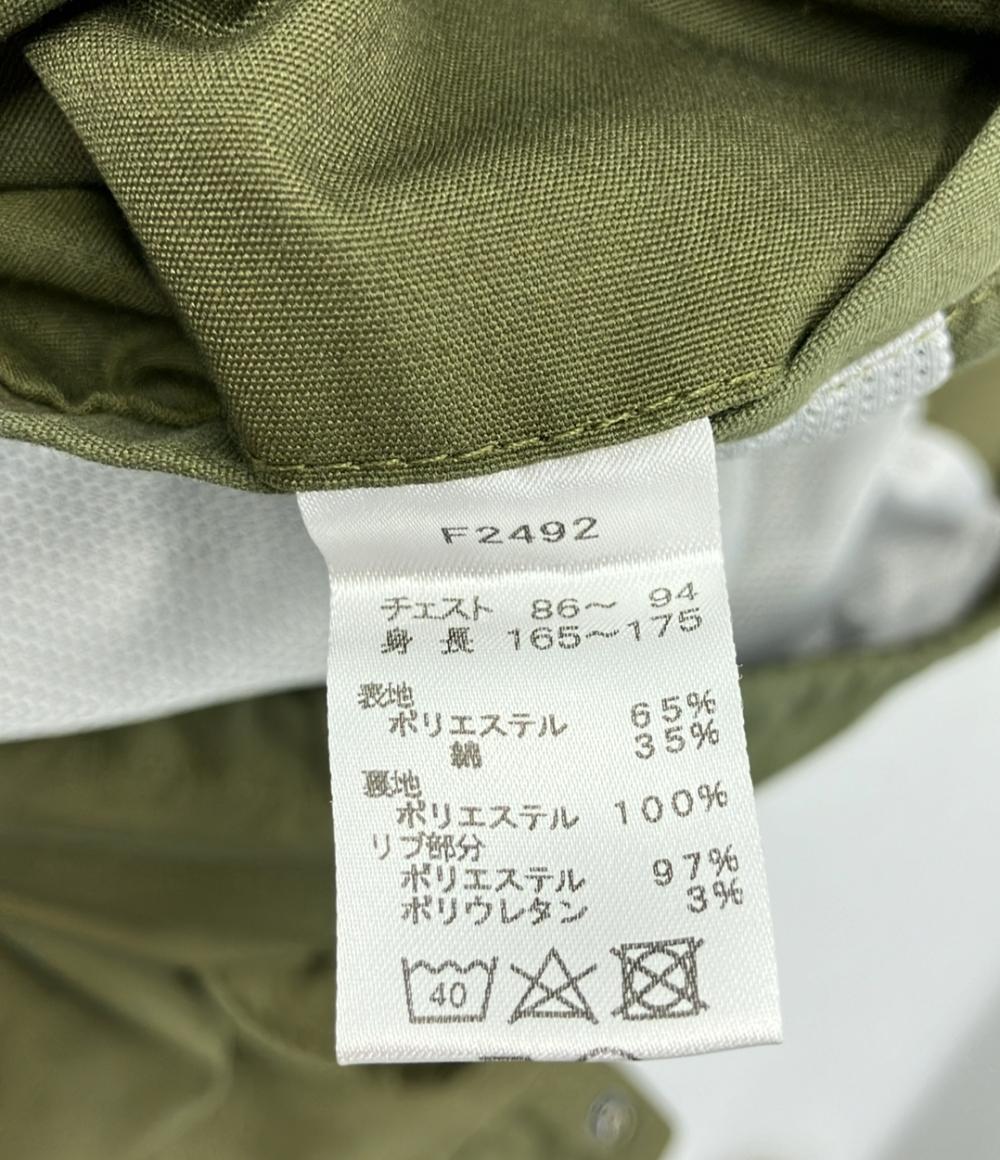 F2492
チェスト 86～ 94
身長 165～175
表地
ポリエステル 65%
綿 35%
裏地
ポリエステル 100%
リブ部分
ポリエステル 97%
ポリウレタン 3%
40